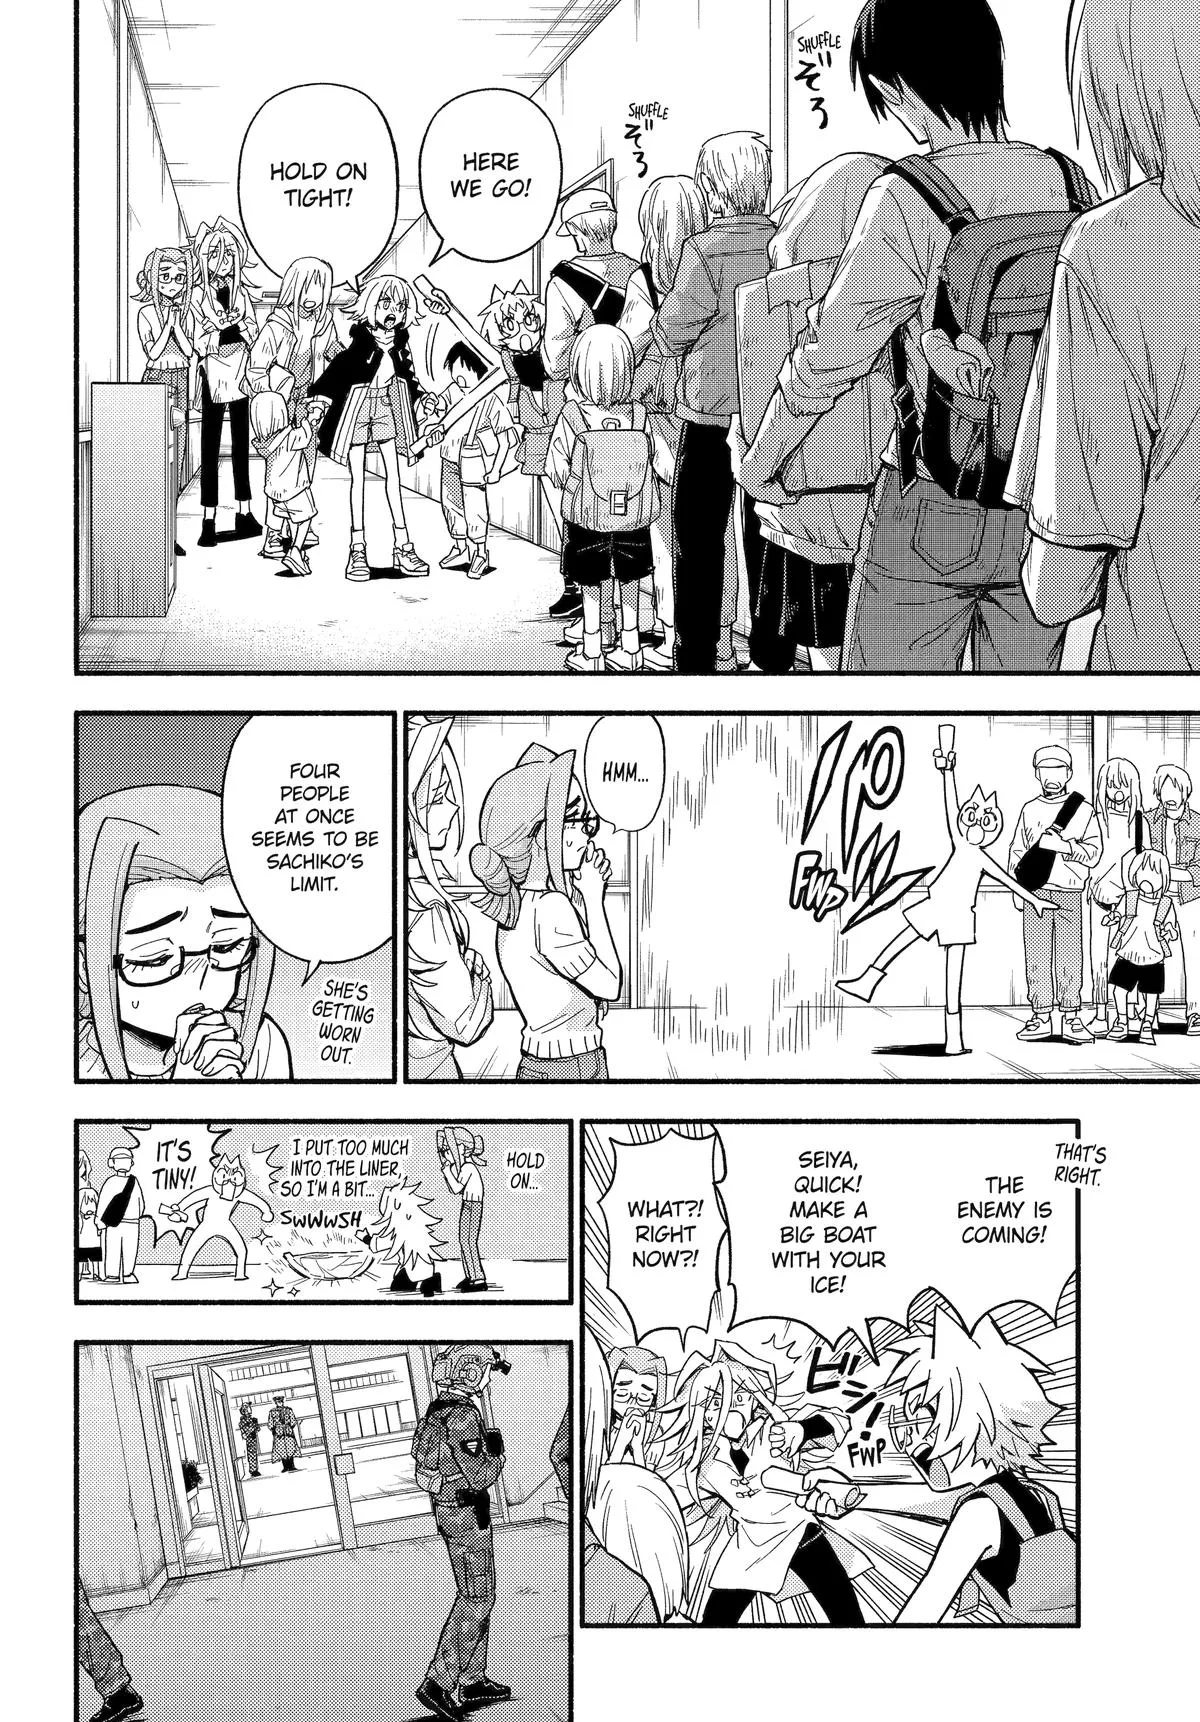 SHUFFLE
ぞろ
SHUFFLE
ぞろ
HERE
WE GO!
HOLD ON
TIGHT!
FWP
HMM...
FOUR
PEOPLE
AT ONCE
SEEMS TO BE
SACHIKO'S
LIMIT.
SHE'S
GETTING
WORN
OUT.
THAT'S
RIGHT.
THE
ENEMY IS
COMING!
SEIYA,
QUICK!
MAKE A
BIG BOAT
WITH YOUR
ICE!
WHAT?!
RIGHT
NOW?!
ビシ!
FWP
HOLD
ON...
I PUT TOO MUCH
INTO THE LINER,
SO I'M A BIT...
SWWWSH
IT'S
TINY!